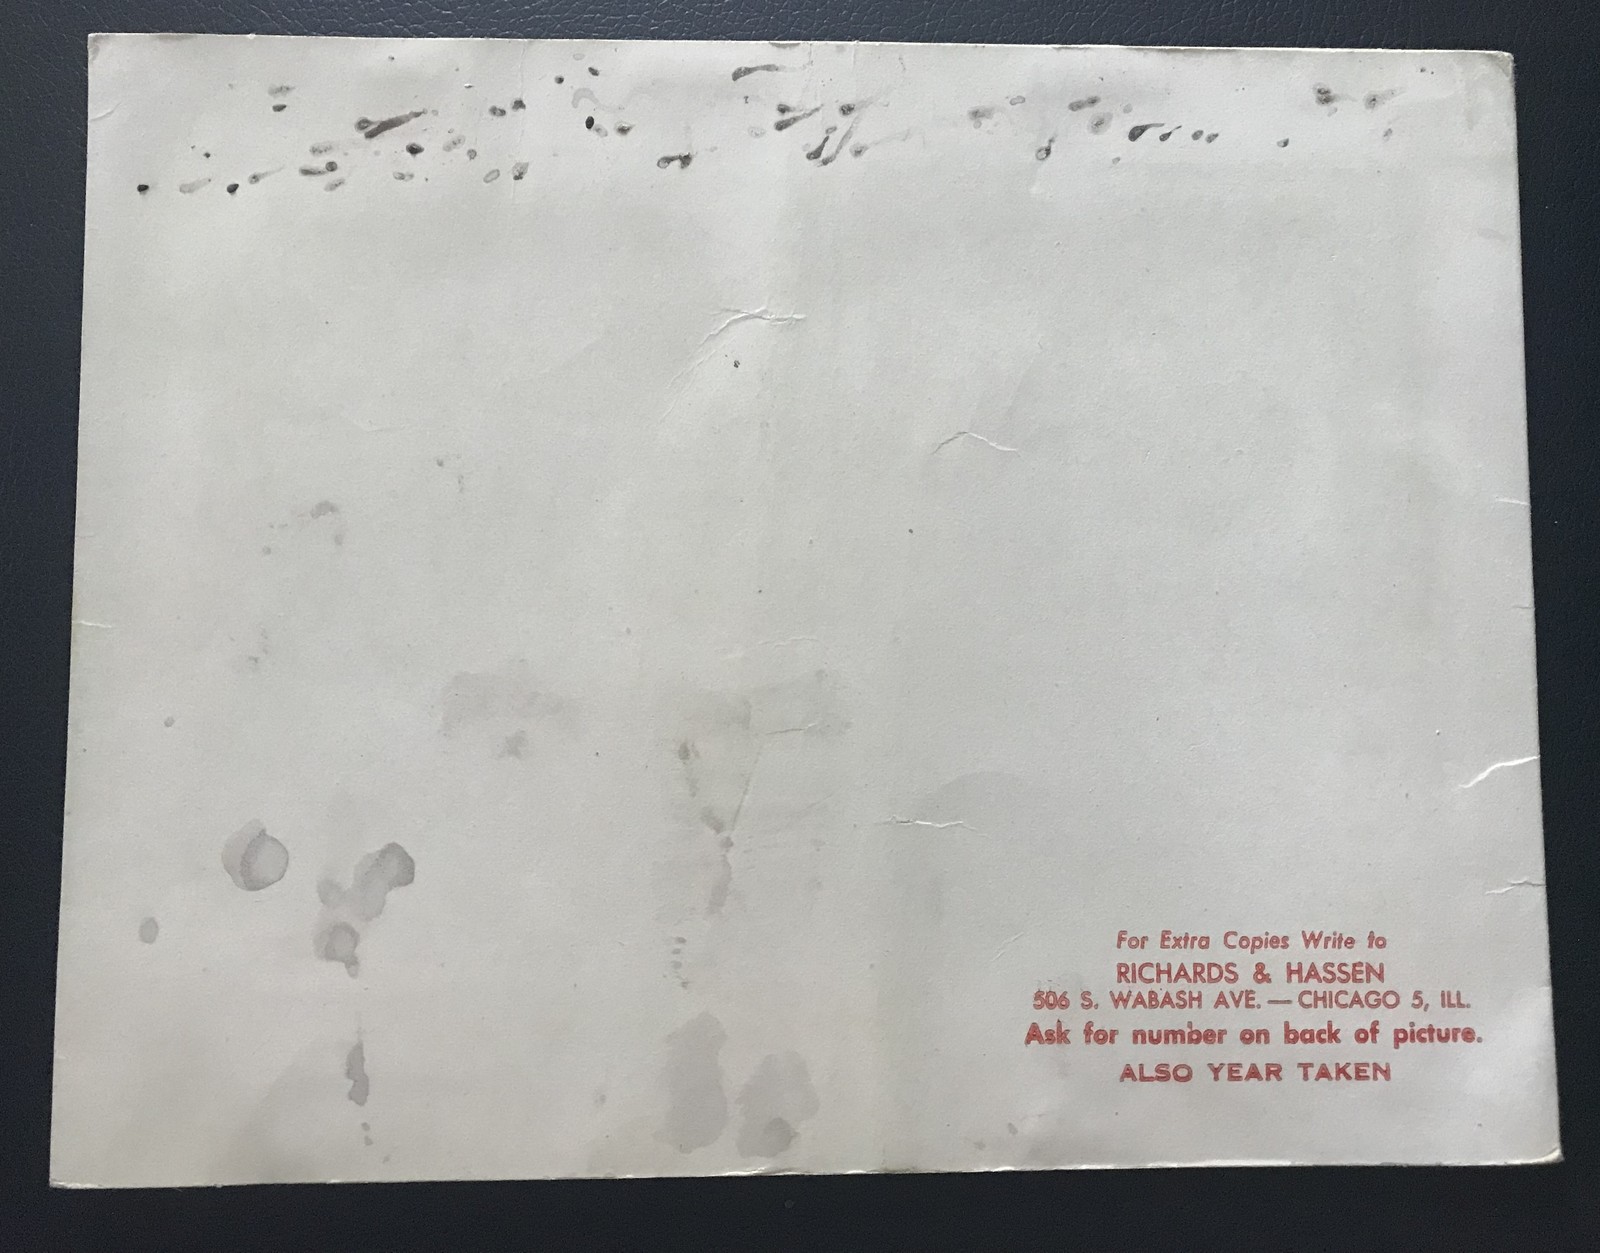 For Extra Copies Write to
RICHARDS & HASSEN
506 S. WABASH AVE. — CHICAGO 5, ILL.
Ask for number on back of picture.
ALSO YEAR TAKEN